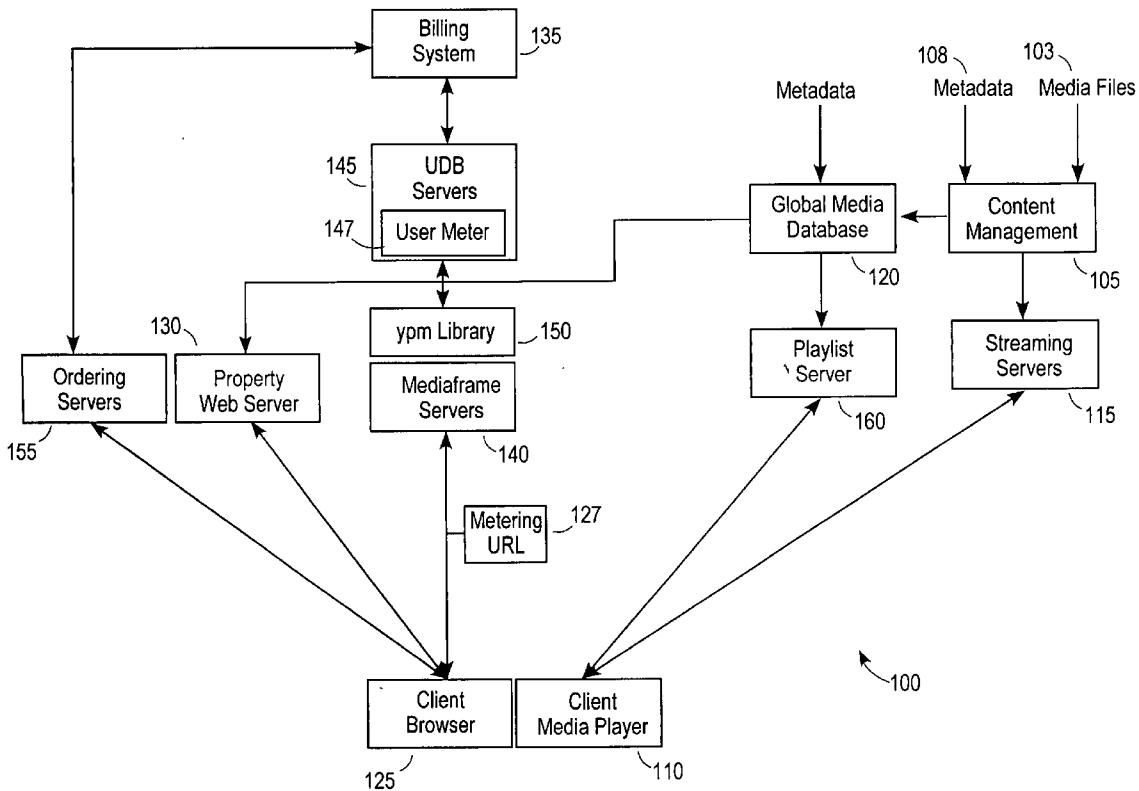 Billing
System
135
108
103
Metadata
Metadata
Media Files
145
UDB
Servers
147
User Meter
Global Media
Database
120
Content
Management
105
130
ypm Library
150
Ordering
Servers
155
Property
Web Server
Mediaframe
Servers
140
Playlist
Server
160
Streaming
Servers
115
Metering
URL
127
100
Client
Browser
125
Client
Media Player
110